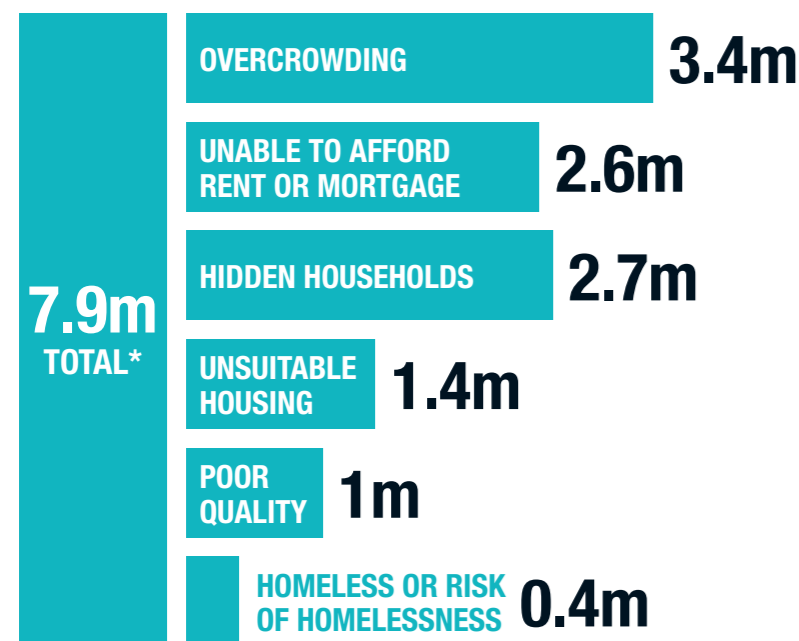 OVERCROWDING
3.4m
UNABLE TO AFFORD
RENT OR MORTGAGE
2.6m
HIDDEN HOUSEHOLDS
2.7m
7.9m
TOTAL*
UNSUITABLE
HOUSING
1.4m
POOR
QUALITY
1m
HOMELESS OR RISK
OF HOMELESSNESS
0.4m